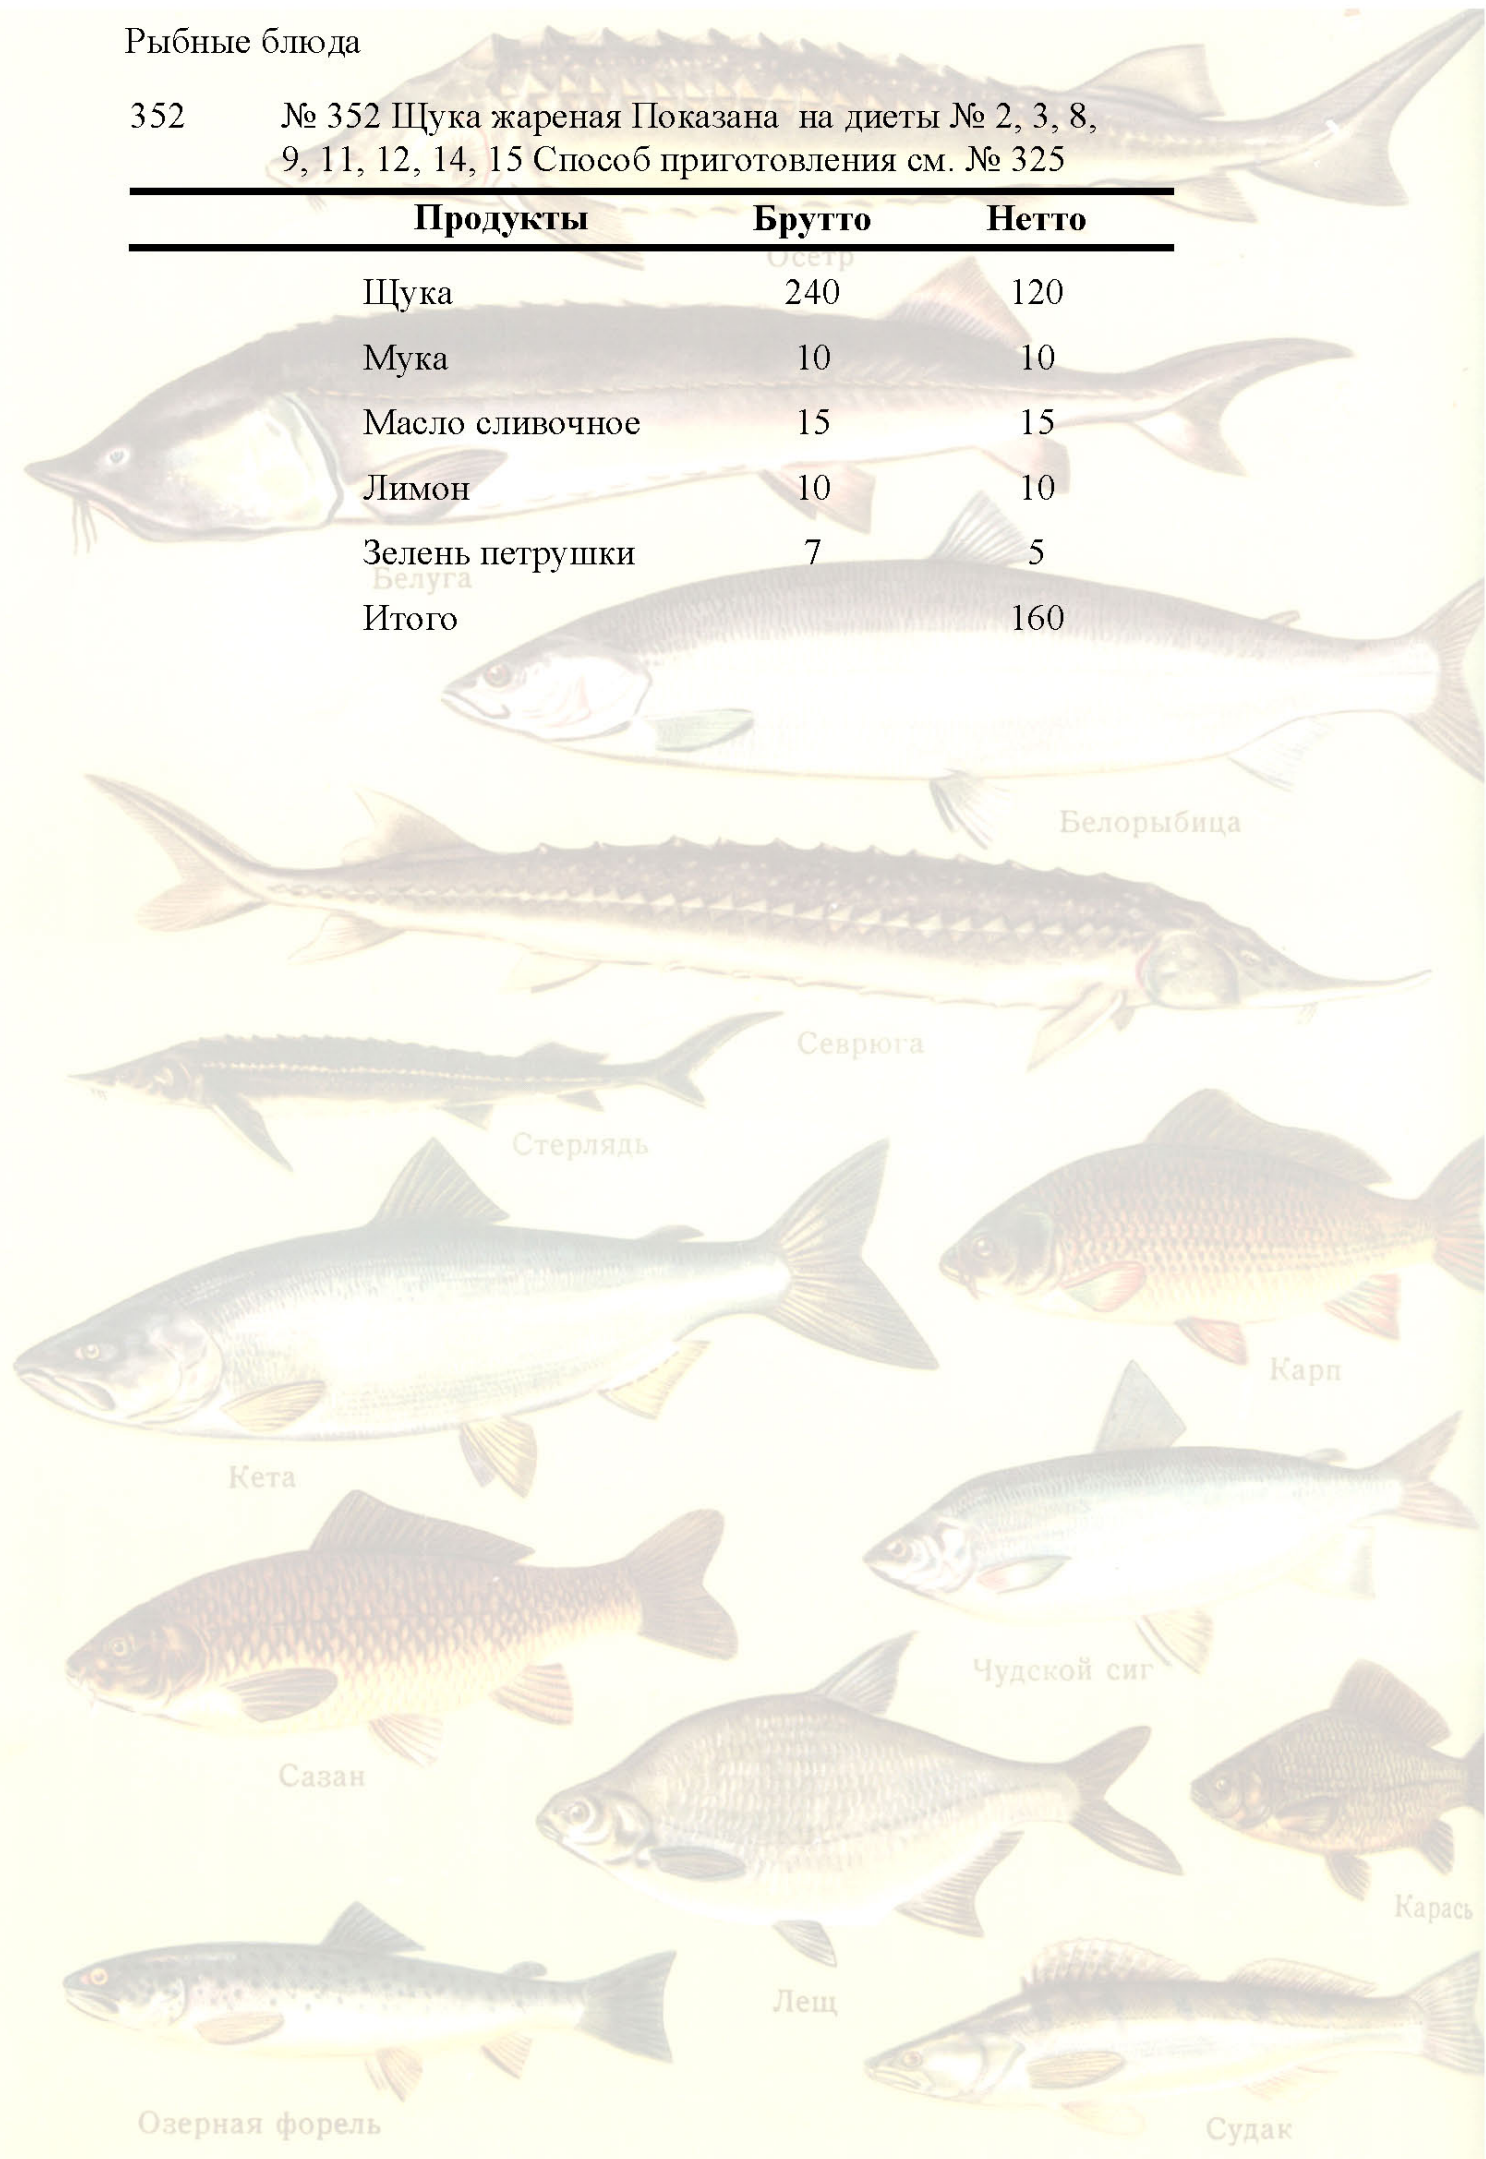 Рыбные блюда
352 № 352 Щука жареная Показана на диеты № 2, 3, 8,
9, 11, 12, 14, 15 Способ приготовления см. № 325
Продукты Брутто Нетто
Осетр
Щука 240 120
Мука 10 10
Масло сливочное 15 15
Лимон 10 10
Зелень петрушки 7 5
Белуга
Итого 160
Белорыбица
Севрюга
Стерлядь
Карп
Кета
Чудской сиг
Сазан
Карась
Лещ
Озерная форель
Судак